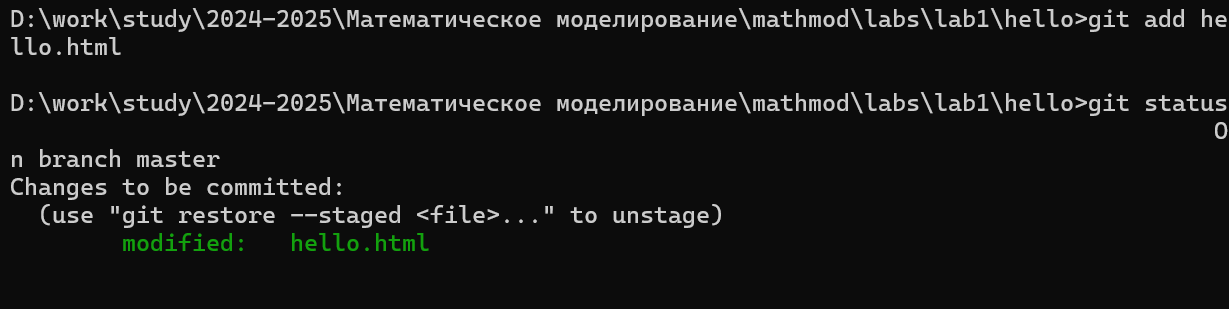 D:\work\study\2024-2025\Математическое моделирование\mathmod\labs\lab1\hello>git add he
llo.html
D:\work\study\2024-2025\Математическое моделирование\mathmod\labs\lab1\hello>git status
O
n branch master
Changes to be committed:
  (use "git restore --staged <file>..." to unstage)
        modified:   hello.html